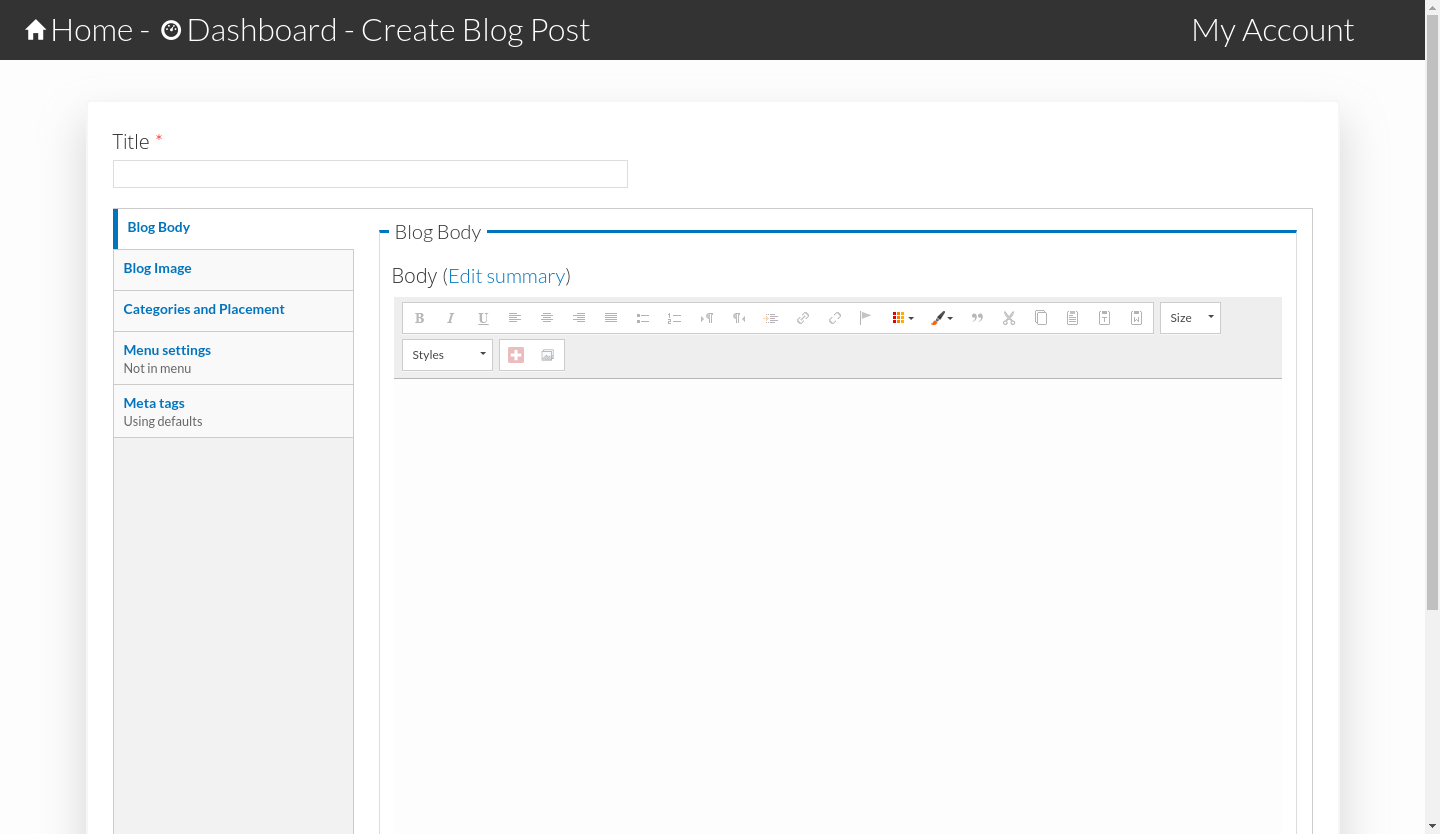 Home - Dashboard - Create Blog Post
My Account
Title *
Blog Body
Blog Image
Categories and Placement
Menu settings
Not in menu
Meta tags
Using defaults
Blog Body
Body (Edit summary)
B I U
Size
Styles